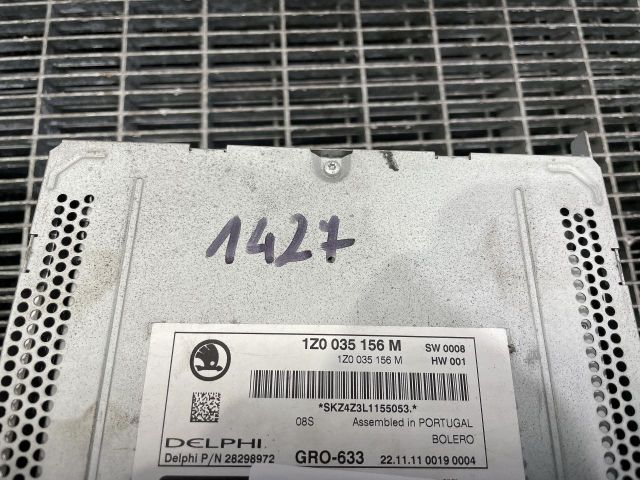 1427
1Z0 035 156 M SW 0008
1Z0 035 156 M HW 001
*SKZ4Z3L1155053.*
08S Assembled in PORTUGAL
BOLERO
DELPHI
Delphi P/N 28298972 GRO-633 22.11.11 0019 0004